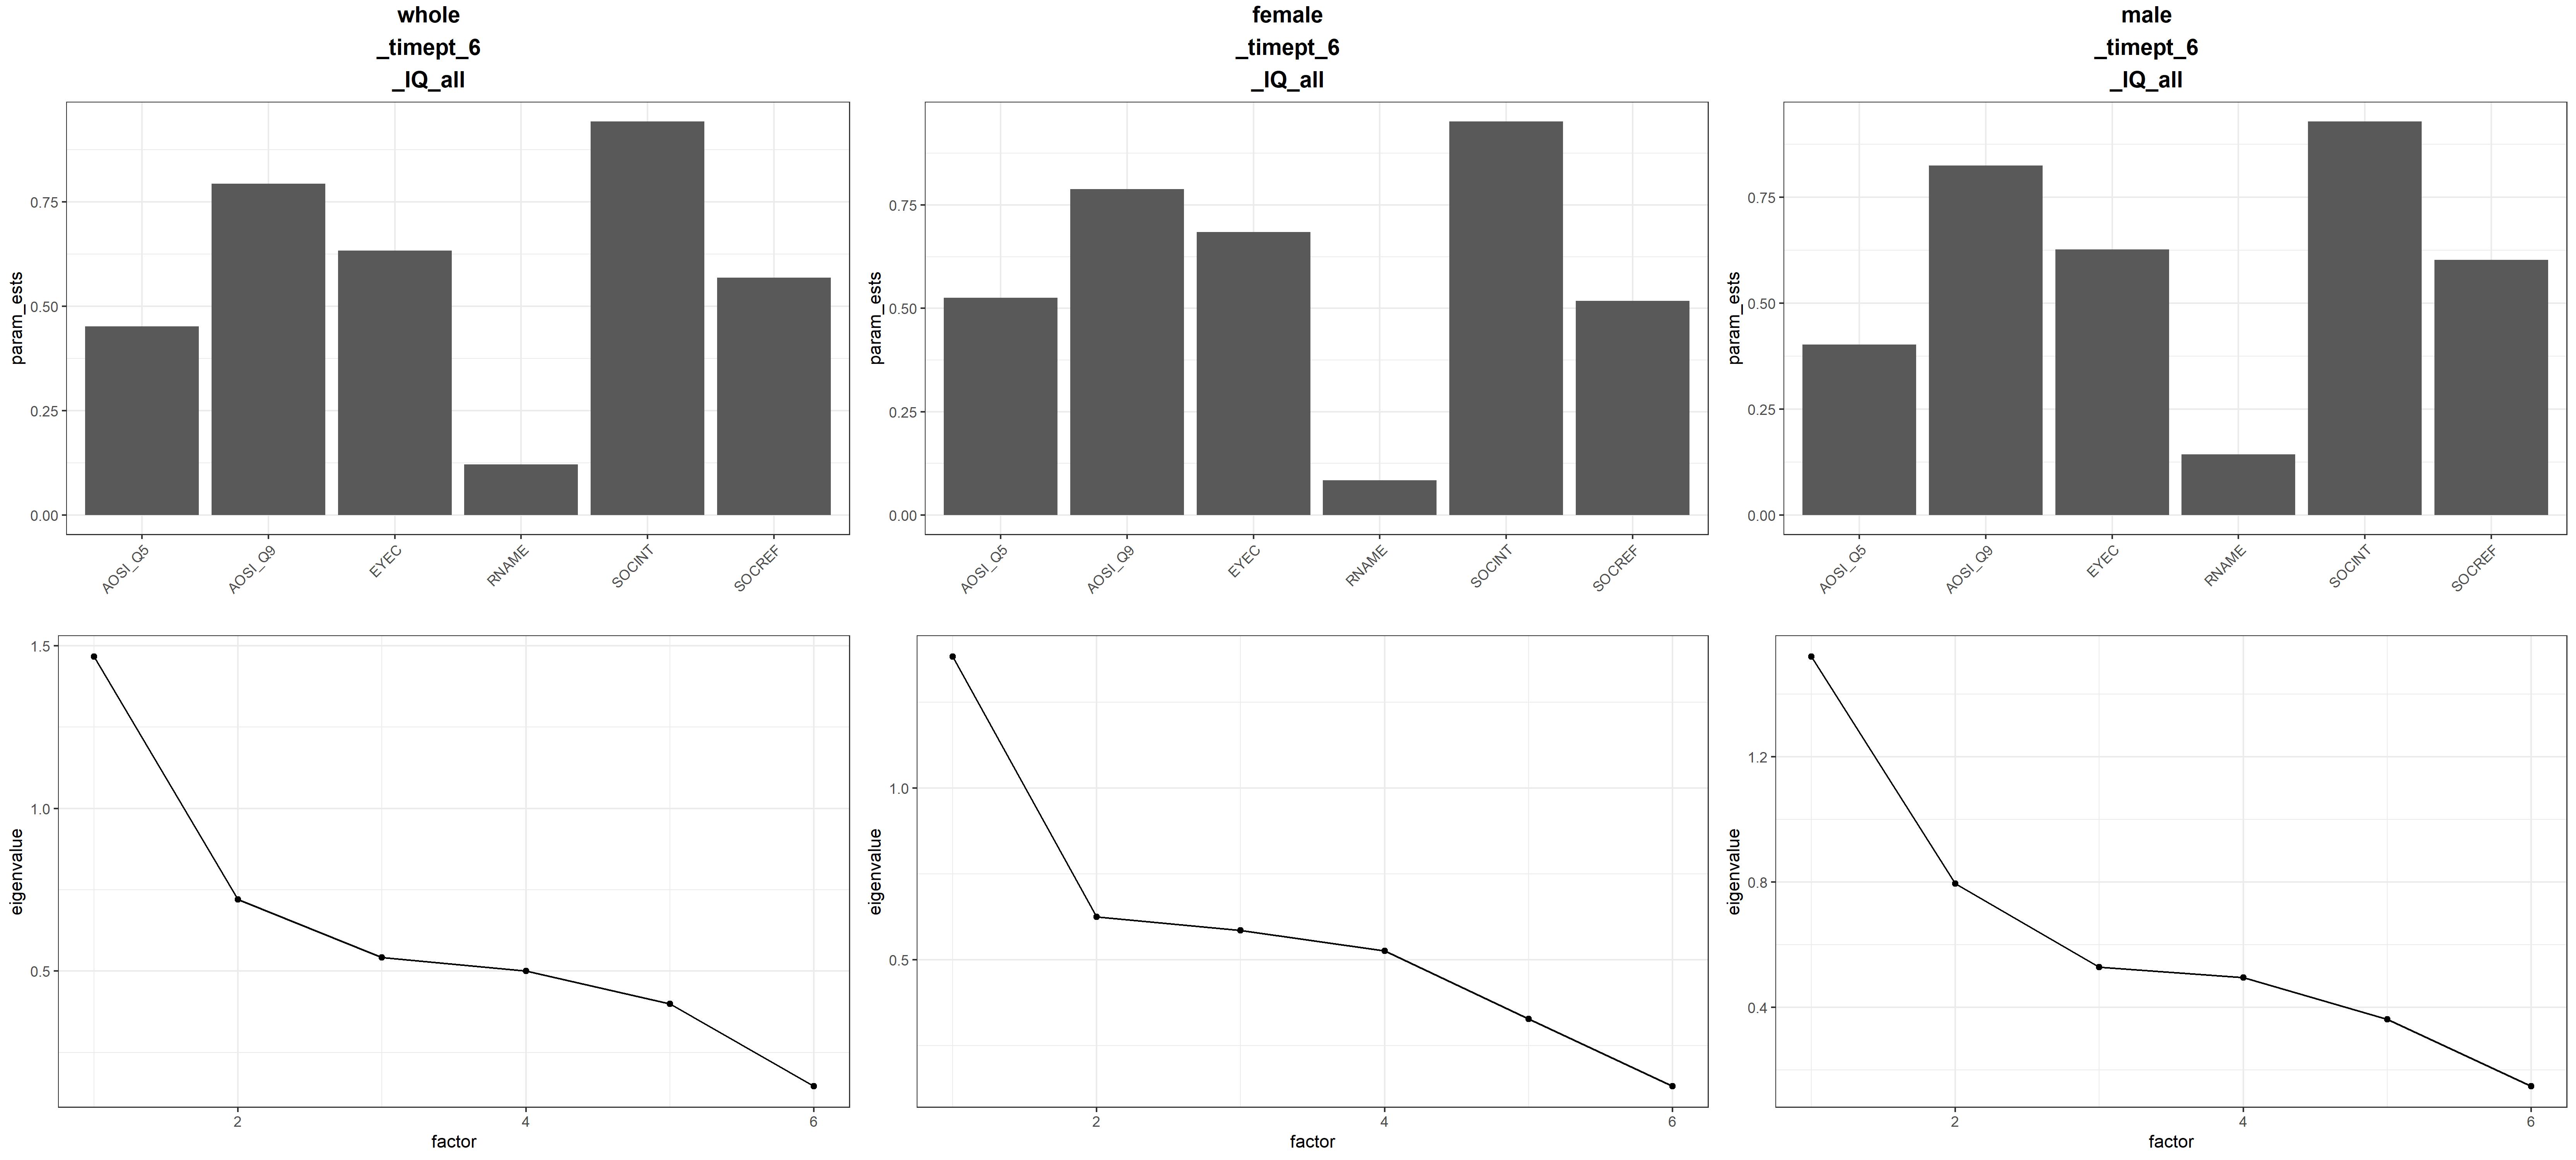 whole
_timept_6
_IQ_all
param_ests
0.75
0.50
0.25
0.00
AOSI_Q5
AOSI_Q9
EYEC
RNAME
SOCINT
SOCREF
female
_timept_6
_IQ_all
param_ests
0.75
0.50
0.25
0.00
AOSI_Q5
AOSI_Q9
EYEC
RNAME
SOCINT
SOCREF
male
_timept_6
_IQ_all
param_ests
0.75
0.50
0.25
0.00
AOSI_Q5
AOSI_Q9
EYEC
RNAME
SOCINT
SOCREF
eigenvalue
1.5
1.0
0.5
2
4
6
factor
eigenvalue
1.0
0.5
2
4
6
factor
eigenvalue
1.2
0.8
0.4
2
4
6
factor